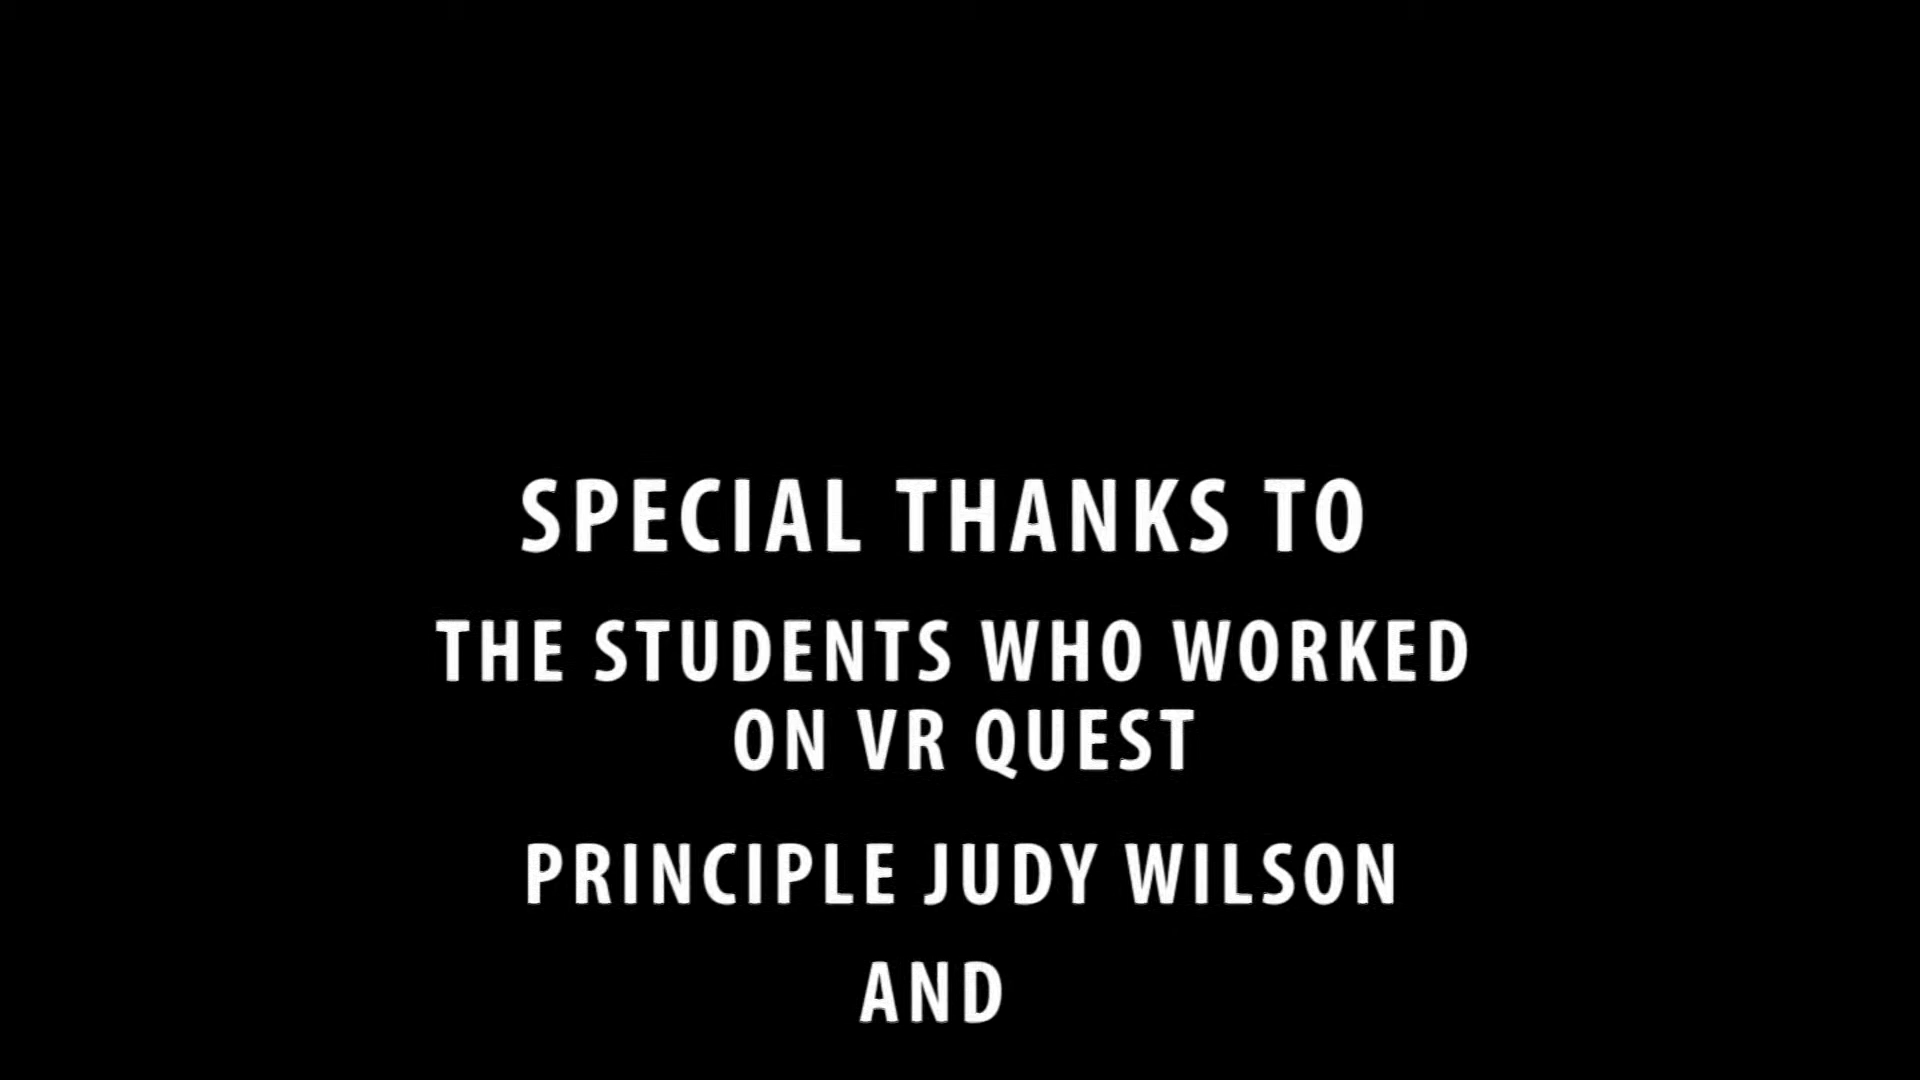 SPECIAL THANKS TO
THE STUDENTS WHO WORKED
ON VR QUEST
PRINCIPLE JUDY WILSON
AND